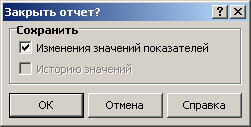 Закрыть отчет?
Сохранить
Изменения значений показателей
Историю значений
OK
Отмена
Справка